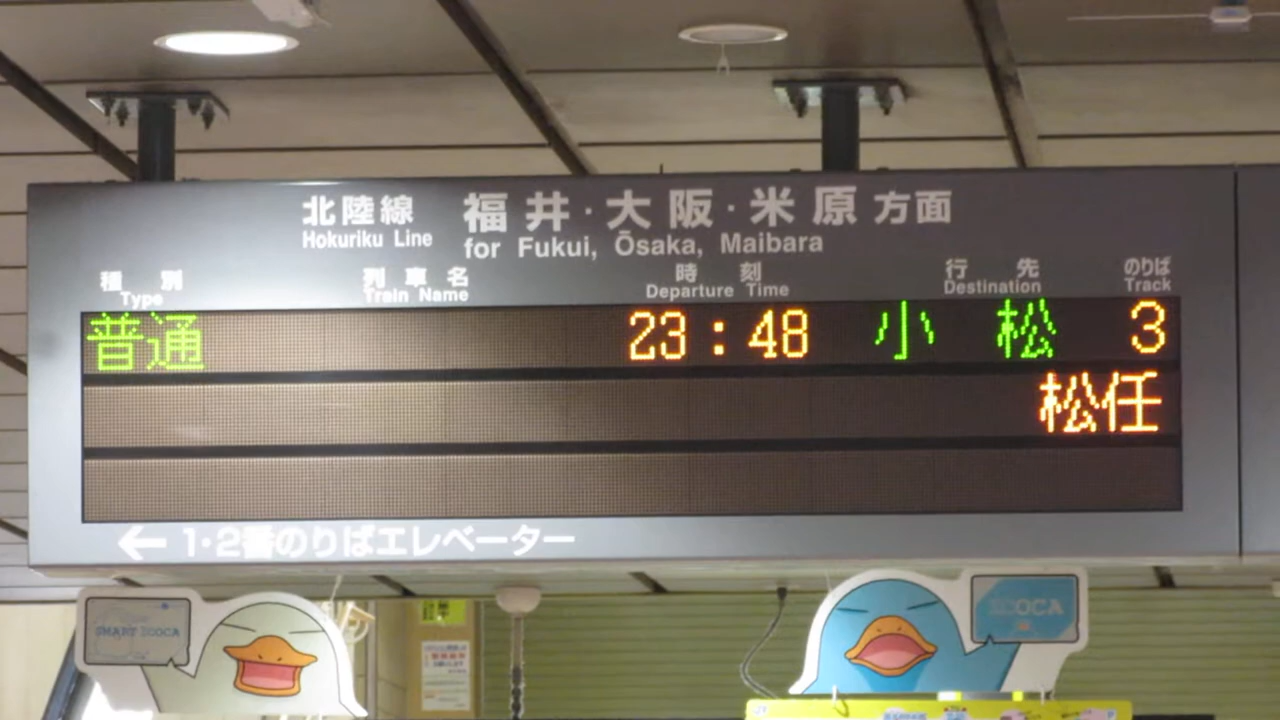 北陸線 福井・大阪・米原方面
Hokuriku Line for Fukui, Ōsaka, Maibara
種別 列車名 時刻 行先 のりば
Type Train Name Departure Time Destination Track
普通 23:48 小松 3
松任
← 1・2番のりばエレベーター
SMART ICOCA
ICOCA